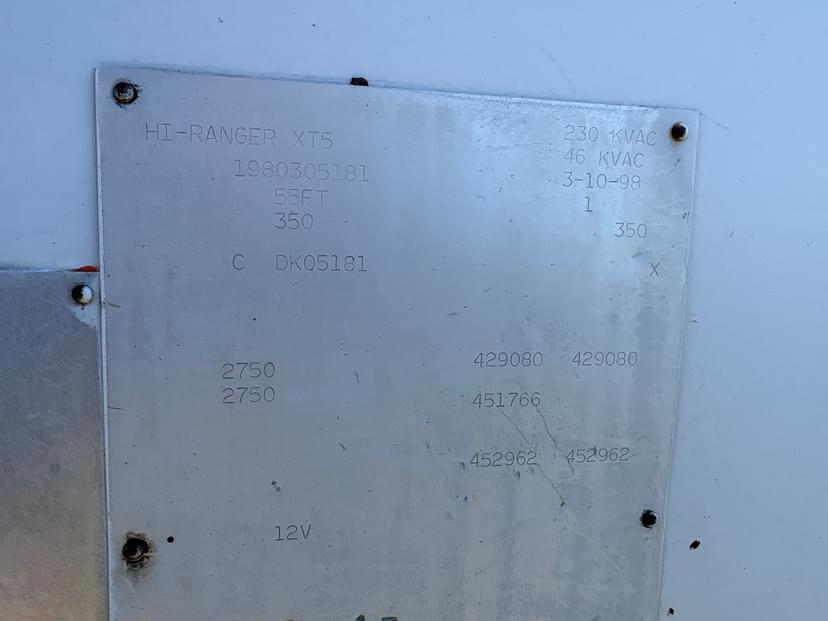 HI-RANGER XT5 230 KVAC
46 KVAC
1980305181 3-10-98
55FT 1
350 350
C DK05181 X
2750 429080 429080
2750 451766
452962 452962
12V